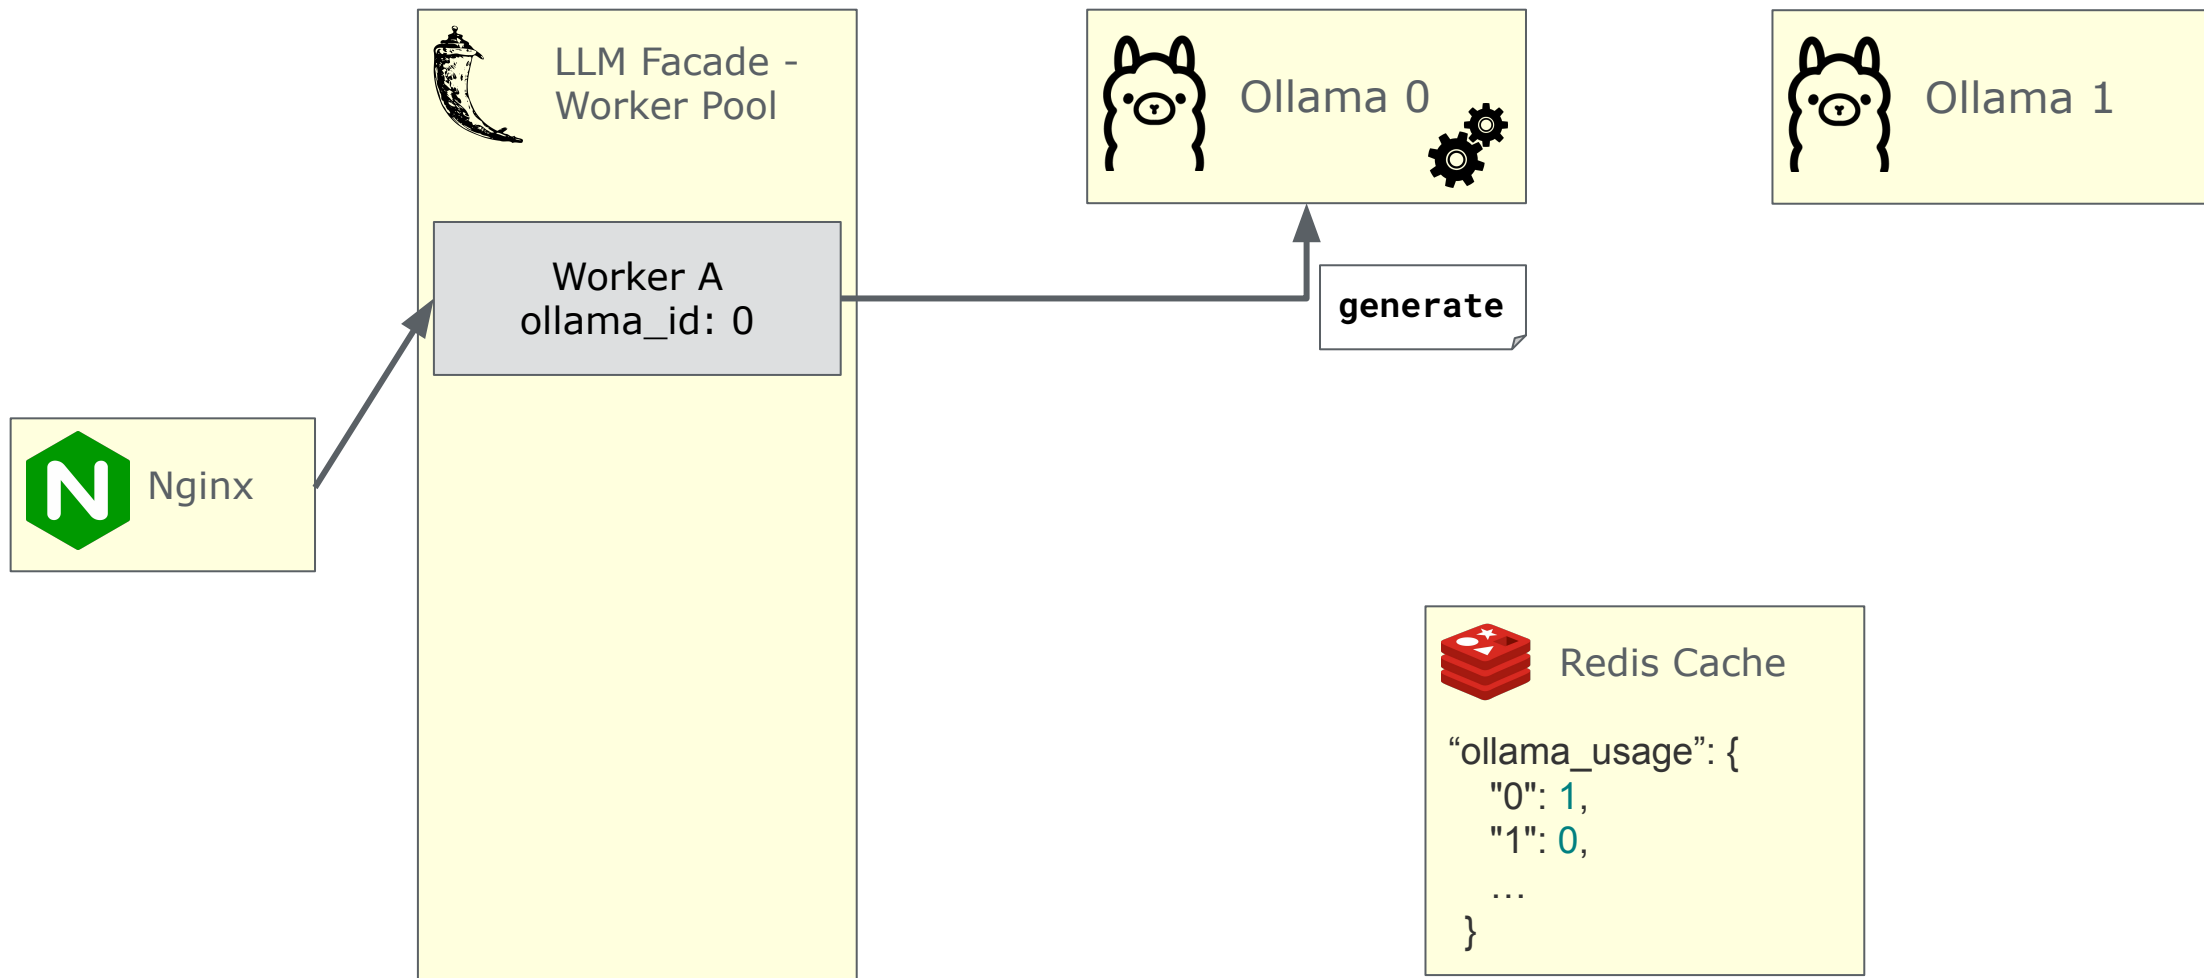 LLM Facade -
Worker Pool
Ollama 0
Ollama 1
Worker A
ollama_id: 0
generate
N
Nginx
Redis Cache
“ollama_usage”: {
"0": 1,
"1": 0,
…
}